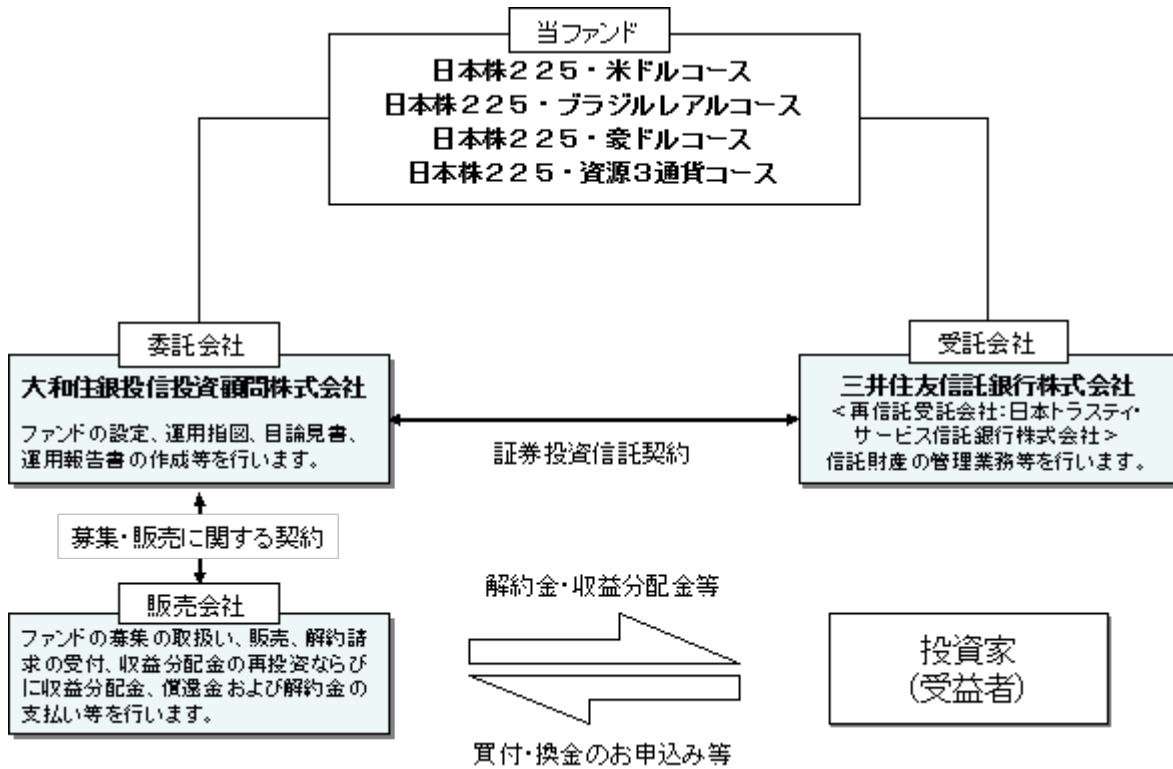 当ファンド
日本株225・米ドルコース
日本株225・ブラジルレアルコース
日本株225・豪ドルコース
日本株225・資源3通貨コース
委託会社
大和住銀投信投資顧問株式会社
ファンドの設定、運用指図、目論見書、
運用報告書の作成等を行います。
受託会社
三井住友信託銀行株式会社
<再信託受託会社:日本トラスティ・
サービス信託銀行株式会社>
信託財産の管理業務等を行います。
証券投資信託契約
募集・販売に関する契約
販売会社
ファンドの募集の取扱い、販売、解約請
求の受付、収益分配金の再投資ならび
に収益分配金、償還金および解約金の
支払い等を行います。
解約金・収益分配金等
買付・換金のお申込み等
投資家
(受益者)